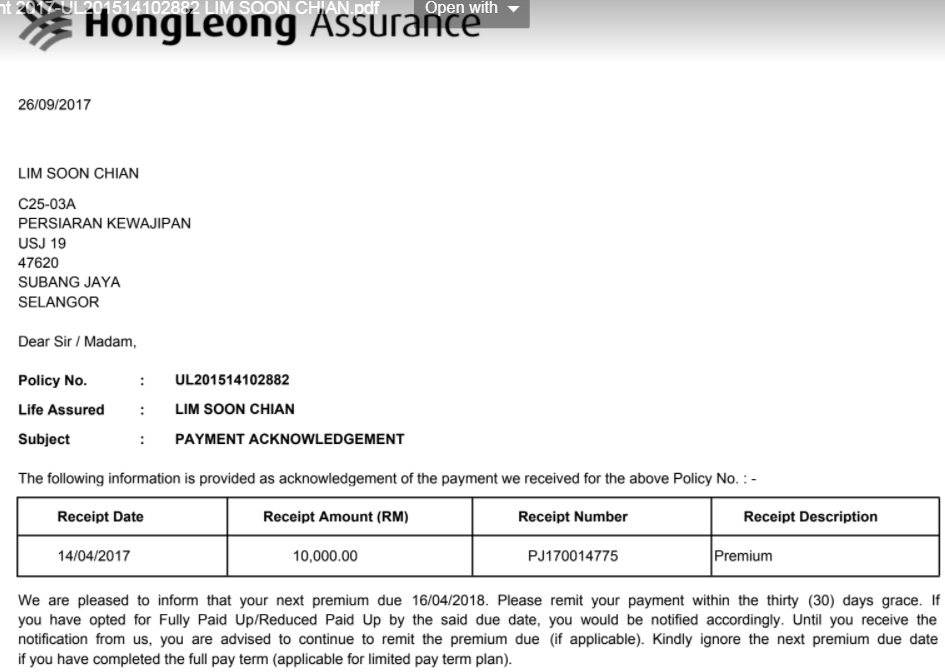 nt 2017-UL201514102882 LIM SOON CHIAN.pdf Open with
HongLeong Assurance
26/09/2017
LIM SOON CHIAN
C25-03A
PERSIARAN KEWAJIPAN
USJ 19
47620
SUBANG JAYA
SELANGOR
Dear Sir / Madam,
Policy No. : UL201514102882
Life Assured : LIM SOON CHIAN
Subject : PAYMENT ACKNOWLEDGEMENT
The following information is provided as acknowledgement of the payment we received for the above Policy No. : -
Receipt Date Receipt Amount (RM) Receipt Number Receipt Description
14/04/2017 10,000.00 PJ170014775 Premium
We are pleased to inform that your next premium due 16/04/2018. Please remit your payment within the thirty (30) days grace. If
you have opted for Fully Paid Up/Reduced Paid Up by the said due date, you would be notified accordingly. Until you receive the
notification from us, you are advised to continue to remit the premium due (if applicable). Kindly ignore the next premium due date
if you have completed the full pay term (applicable for limited pay term plan).